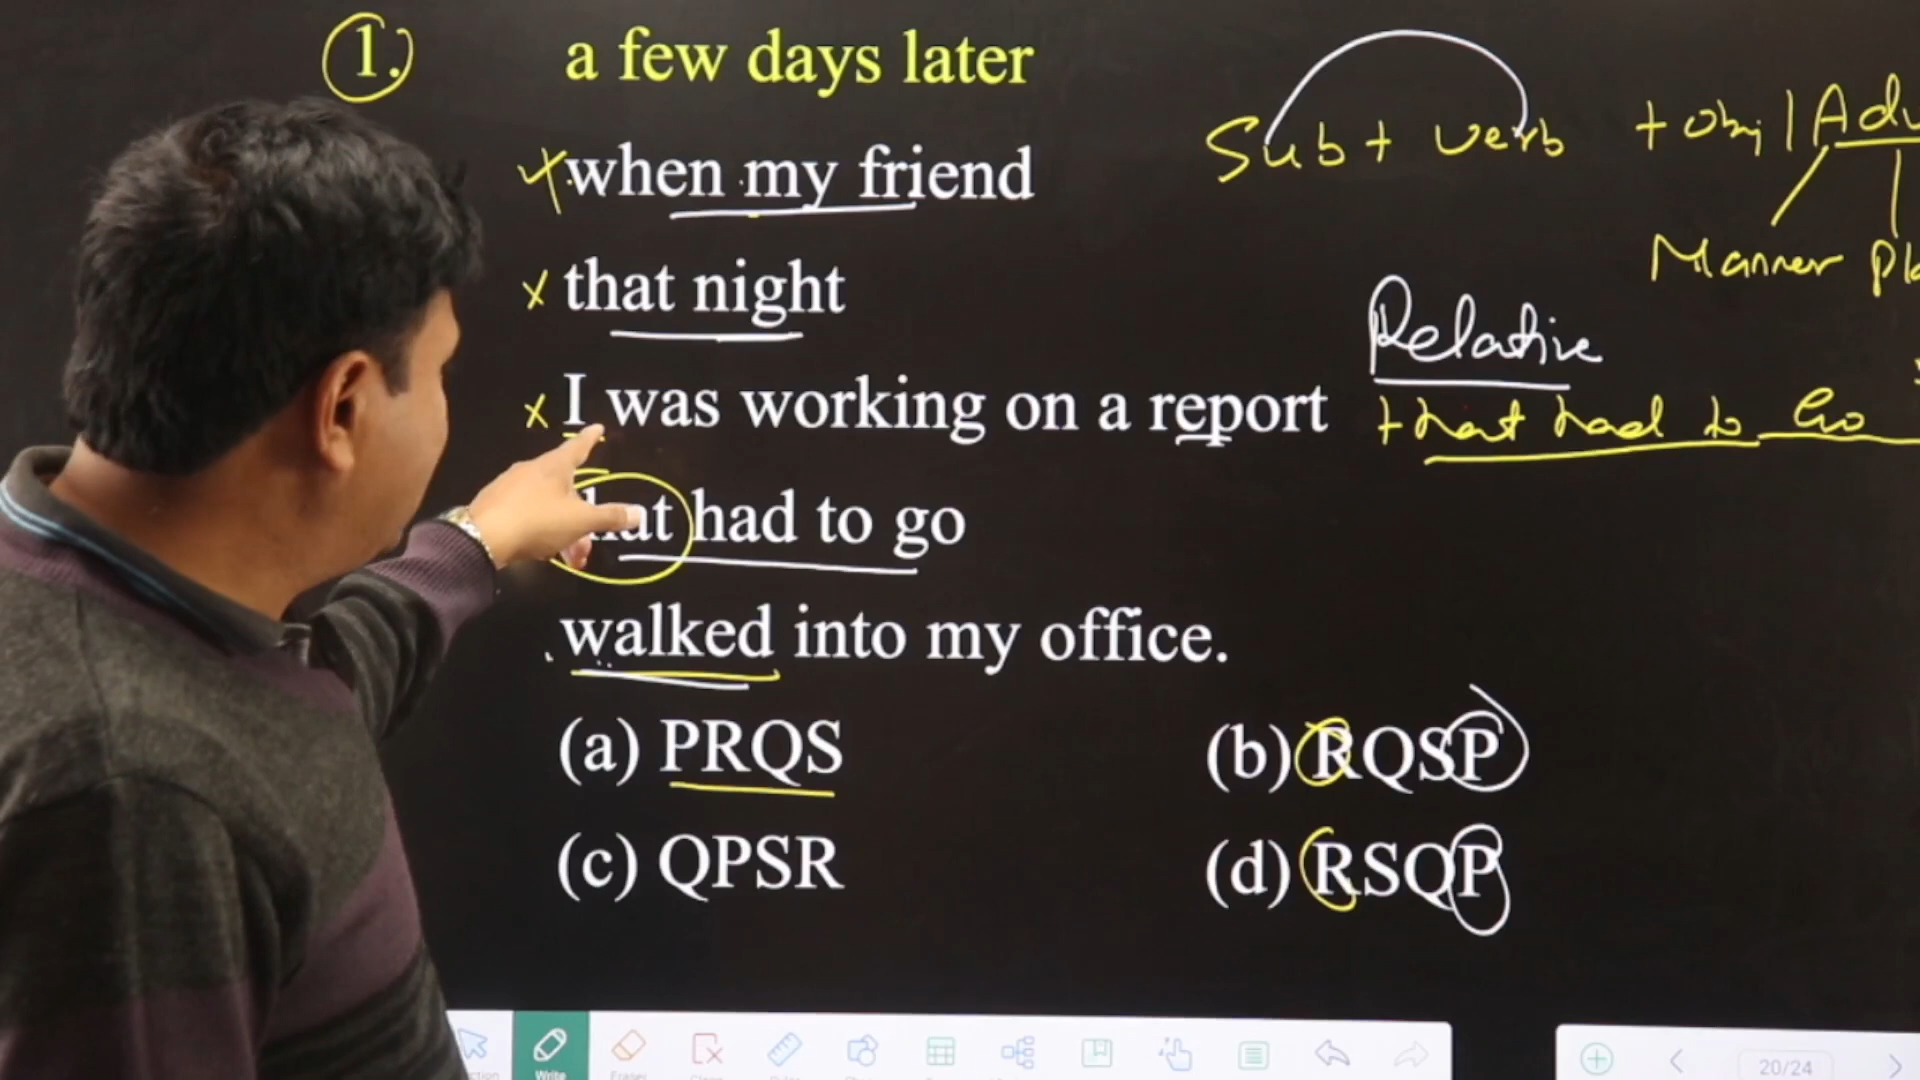 1. a few days later
when my friend
that night
I was working on a report
had to go
walked into my office.
(a) PRQS (b) RQSP
(c) QPSR (d) RSQP
Sub + verb + obj |
Manner
Relative
that had to Go
Write
20/24